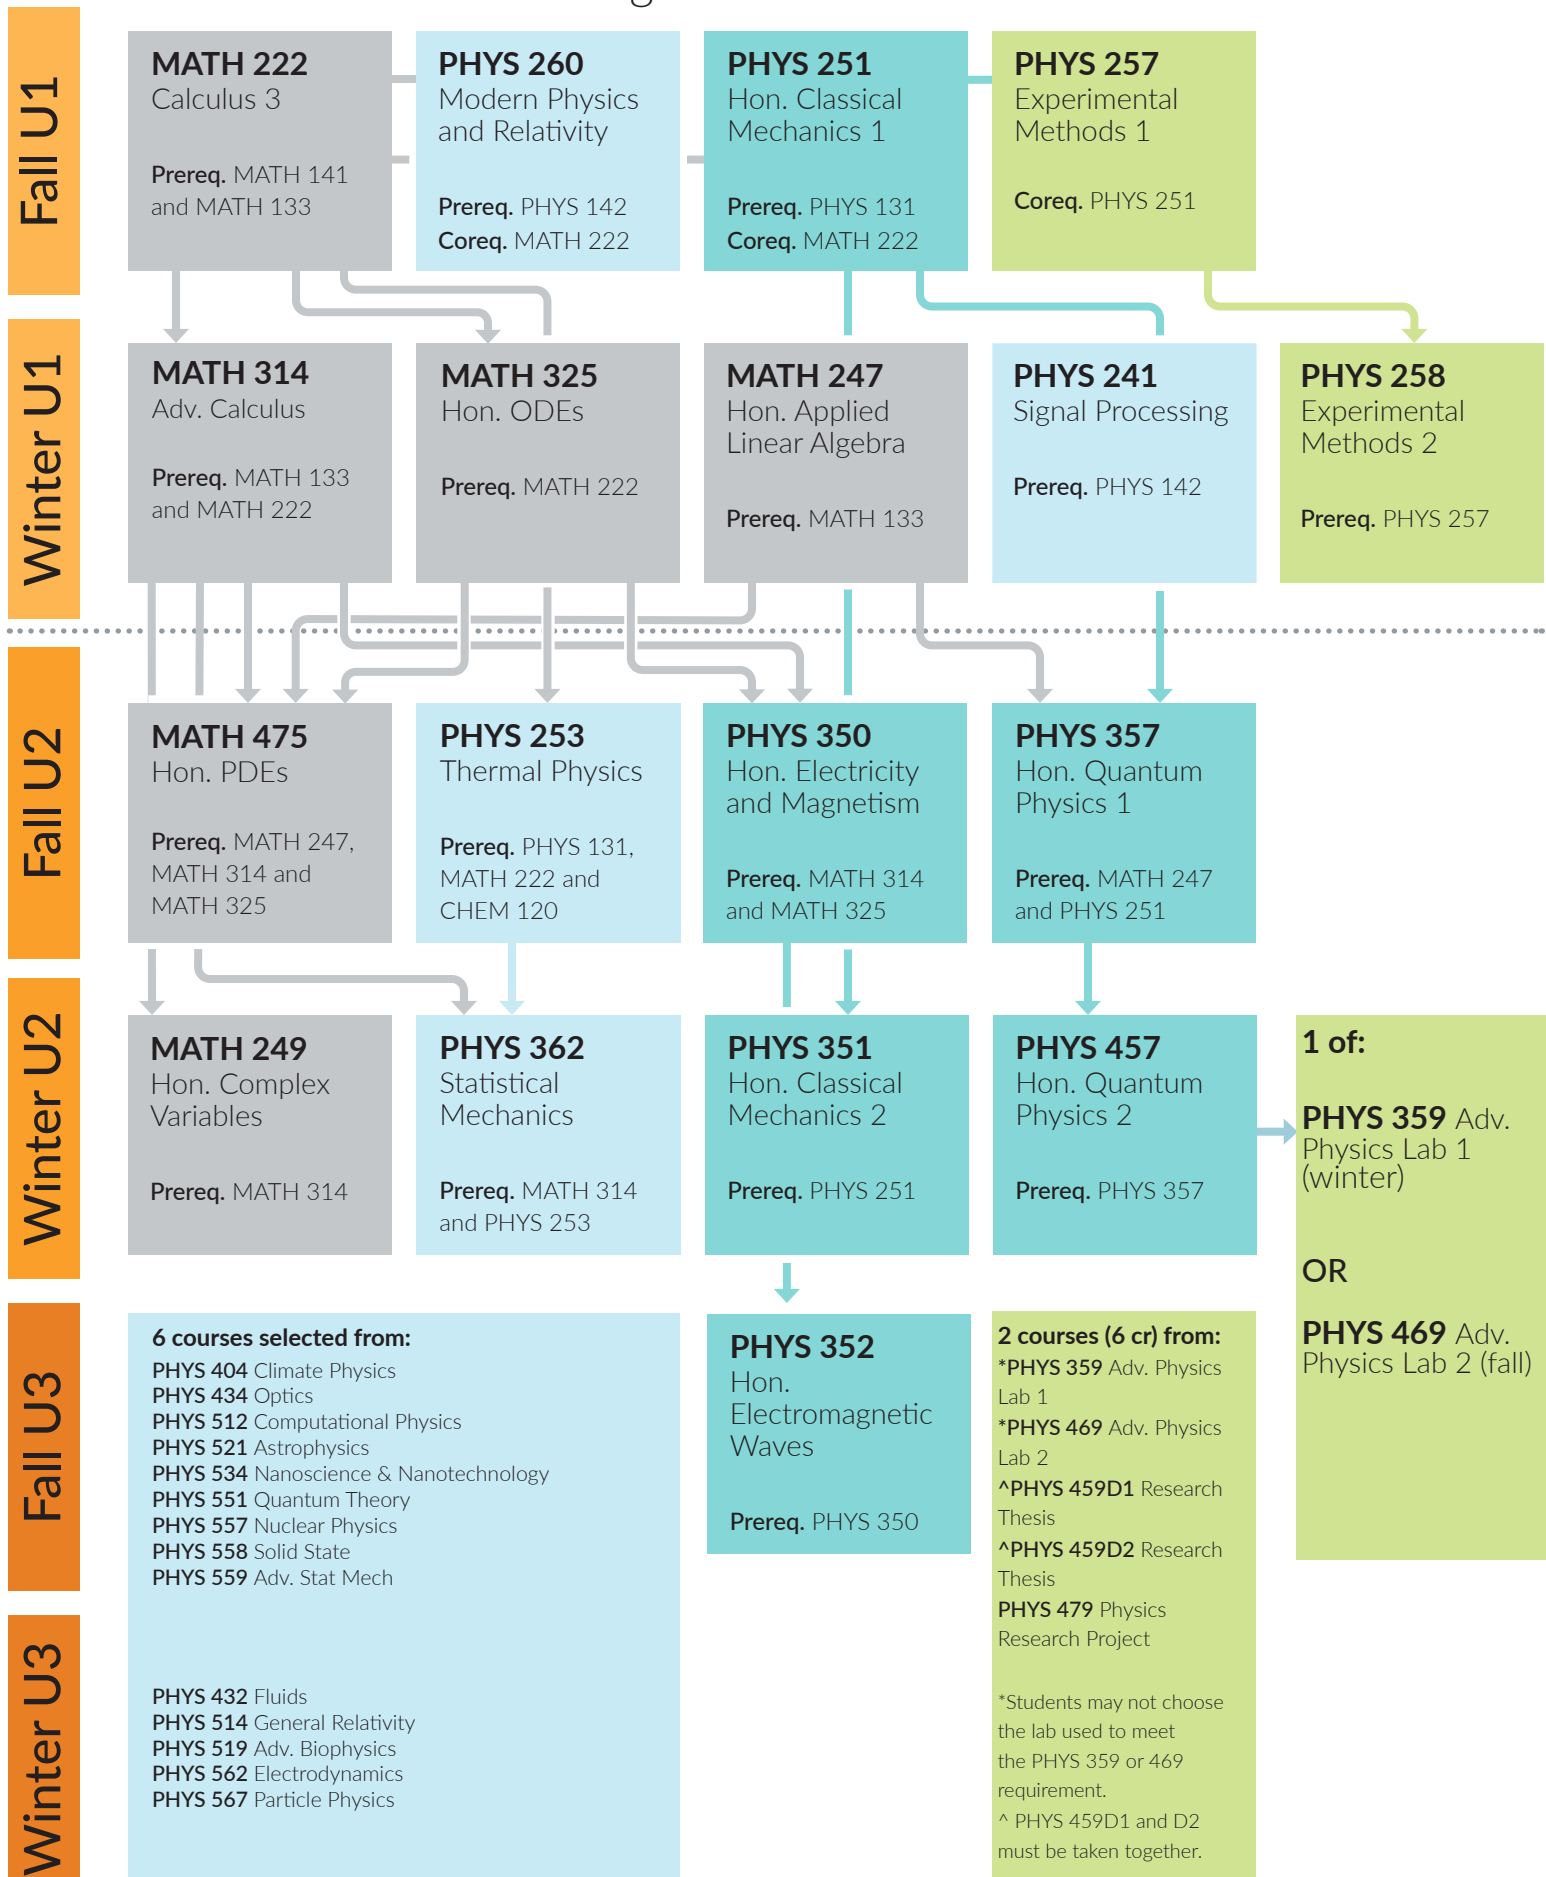 Fall U1
MATH 222
Calculus 3
Prereq. MATH 141
and MATH 133
PHYS 260
Modern Physics
and Relativity
Prereq. PHYS 142
Coreq. MATH 222
PHYS 251
Hon. Classical
Mechanics 1
Prereq. PHYS 131
Coreq. MATH 222
PHYS 257
Experimental
Methods 1
Coreq. PHYS 251
Winter U1
MATH 314
Adv. Calculus
Prereq. MATH 133
and MATH 222
MATH 325
Hon. ODEs
Prereq. MATH 222
MATH 247
Hon. Applied
Linear Algebra
Prereq. MATH 133
PHYS 241
Signal Processing
Prereq. PHYS 142
PHYS 258
Experimental
Methods 2
Prereq. PHYS 257
Fall U2
MATH 475
Hon. PDEs
Prereq. MATH 247,
MATH 314 and
MATH 325
PHYS 253
Thermal Physics
Prereq. PHYS 131,
MATH 222 and
CHEM 120
PHYS 350
Hon. Electricity
and Magnetism
Prereq. MATH 314
and MATH 325
PHYS 357
Hon. Quantum
Physics 1
Prereq. MATH 247
and PHYS 251
Winter U2
MATH 249
Hon. Complex
Variables
Prereq. MATH 314
PHYS 362
Statistical
Mechanics
Prereq. MATH 314
and PHYS 253
PHYS 351
Hon. Classical
Mechanics 2
Prereq. PHYS 251
PHYS 457
Hon. Quantum
Physics 2
Prereq. PHYS 357
1 of:
PHYS 359 Adv.
Physics Lab 1
(winter)
OR
PHYS 469 Adv.
Physics Lab 2 (fall)
Fall U3
6 courses selected from:
PHYS 404 Climate Physics
PHYS 434 Optics
PHYS 512 Computational Physics
PHYS 521 Astrophysics
PHYS 534 Nanoscience & Nanotechnology
PHYS 551 Quantum Theory
PHYS 557 Nuclear Physics
PHYS 558 Solid State
PHYS 559 Adv. Stat Mech
PHYS 352
Hon.
Electromagnetic
Waves
Prereq. PHYS 350
2 courses (6 cr) from:
*PHYS 359 Adv. Physics
Lab 1
*PHYS 469 Adv. Physics
Lab 2
^PHYS 459D1 Research
Thesis
^PHYS 459D2 Research
Thesis
PHYS 479 Physics
Research Project
*Students may not choose
the lab used to meet
the PHYS 359 or 469
requirement.
^ PHYS 459D1 and D2
must be taken together.
Winter U3
PHYS 432 Fluids
PHYS 514 General Relativity
PHYS 519 Adv. Biophysics
PHYS 562 Electrodynamics
PHYS 567 Particle Physics